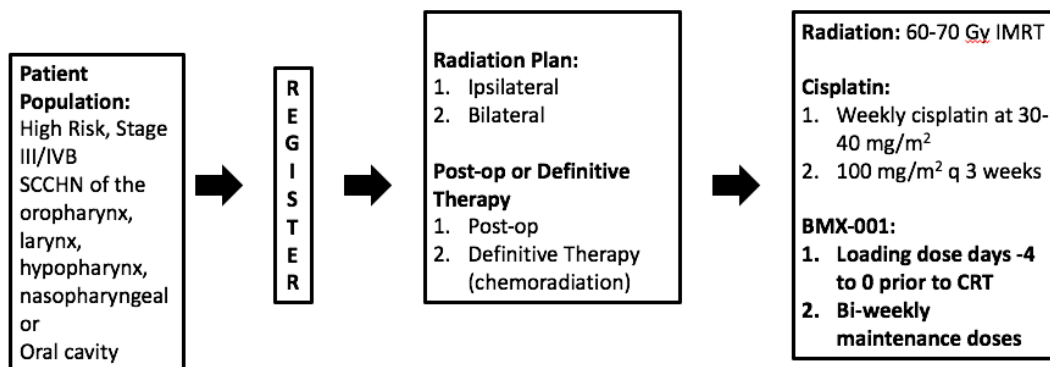 Patient
Population:
High Risk, Stage
III/IVB
SCCHN of the
oropharynx,
larynx,
hypopharynx,
nasopharyngeal
or
Oral cavity
R
E
G
I
S
T
E
R
Radiation Plan:
1. Ipsilateral
2. Bilateral
Post-op or Definitive
Therapy
1. Post-op
2. Definitive Therapy
(chemoradiation)
Radiation: 60-70 Gy IMRT
Cisplatin:
1. Weekly cisplatin at 30-
40 mg/m²
2. 100 mg/m² q 3 weeks
BMX-001:
1. Loading dose days -4
to 0 prior to CRT
2. Bi-weekly
maintenance doses